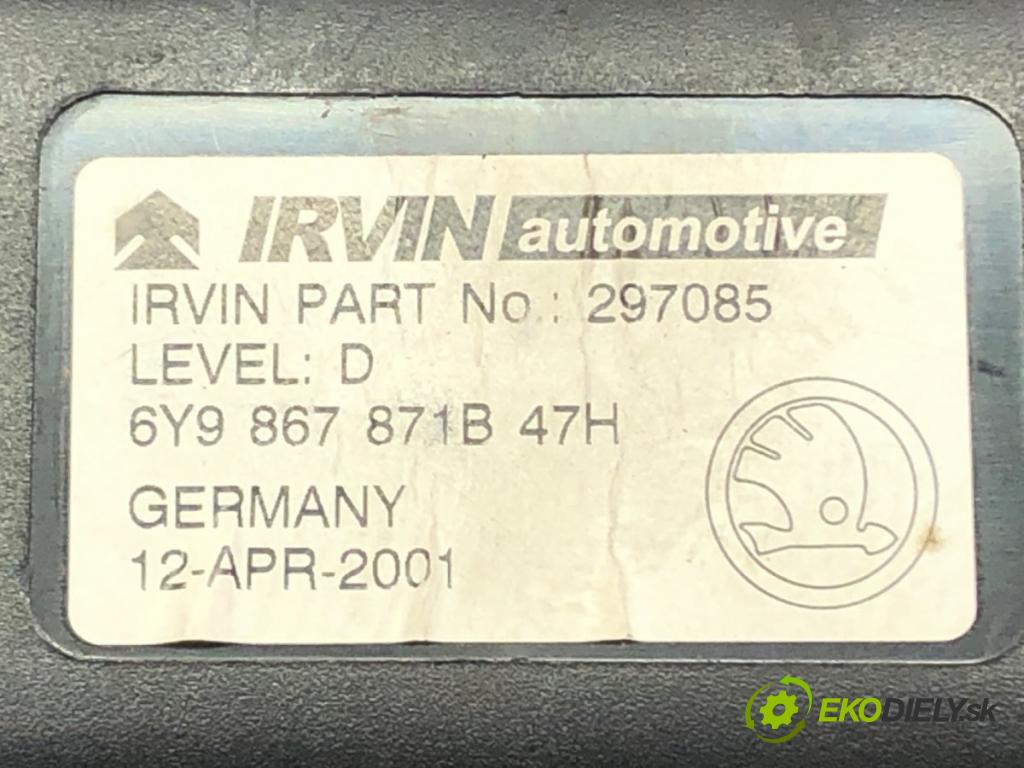 IRVIN automotive
IRVIN PART No.: 297085
LEVEL: D
6Y9 867 871B 47H
GERMANY
12-APR-2001
EKODIELY.sk